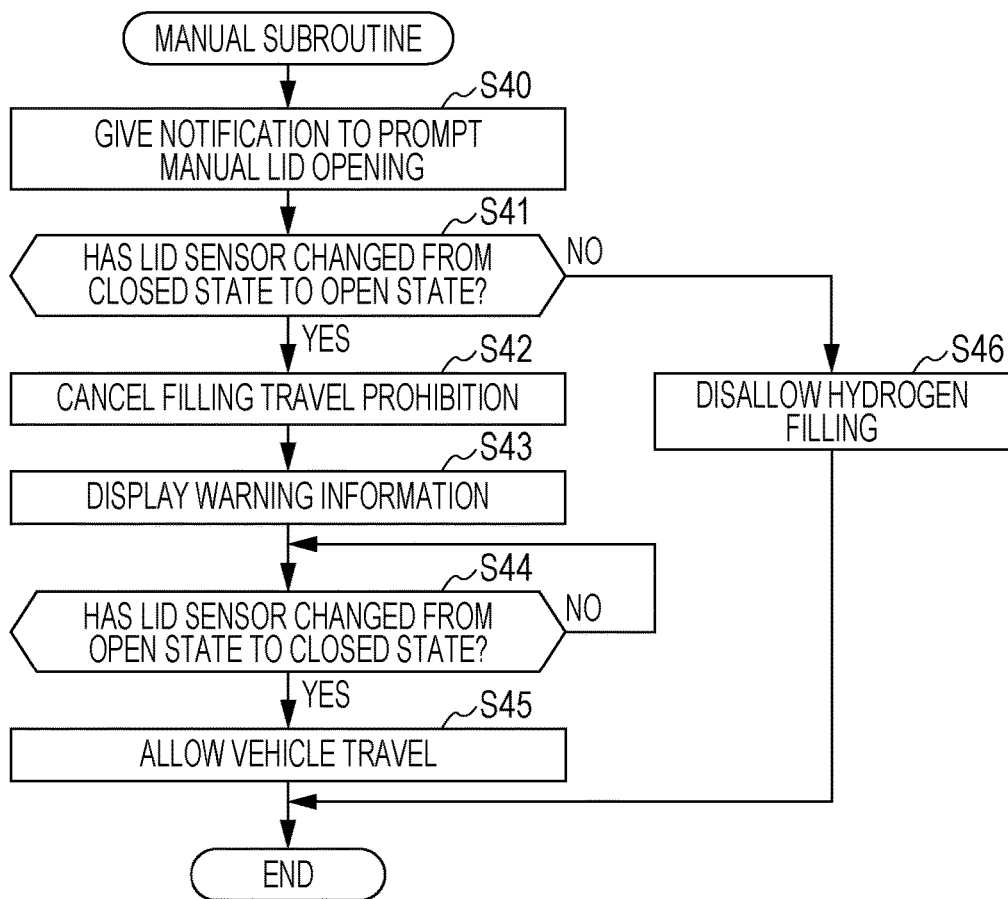 MANUAL SUBROUTINE
S40
GIVE NOTIFICATION TO PROMPT
MANUAL LID OPENING
S41
HAS LID SENSOR CHANGED FROM
CLOSED STATE TO OPEN STATE?
NO
YES
S42
CANCEL FILLING TRAVEL PROHIBITION
S46
DISALLOW HYDROGEN
FILLING
S43
DISPLAY WARNING INFORMATION
S44
HAS LID SENSOR CHANGED FROM
OPEN STATE TO CLOSED STATE?
NO
YES
S45
ALLOW VEHICLE TRAVEL
END